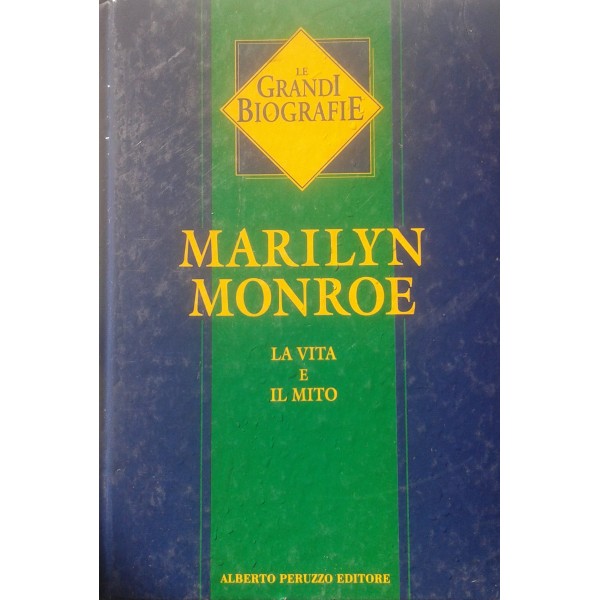 LE
GRANDI
BIOGRAFIE
MARILYN
MONROE
LA VITA
E
IL MITO
ALBERTO PERUZZO EDITORE